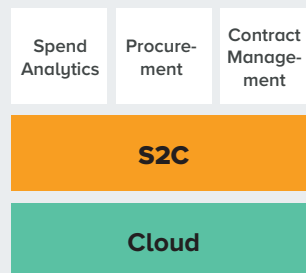 Spend
Analytics
Procure-
ment
Contract
Manage-
ment
S2C
Cloud